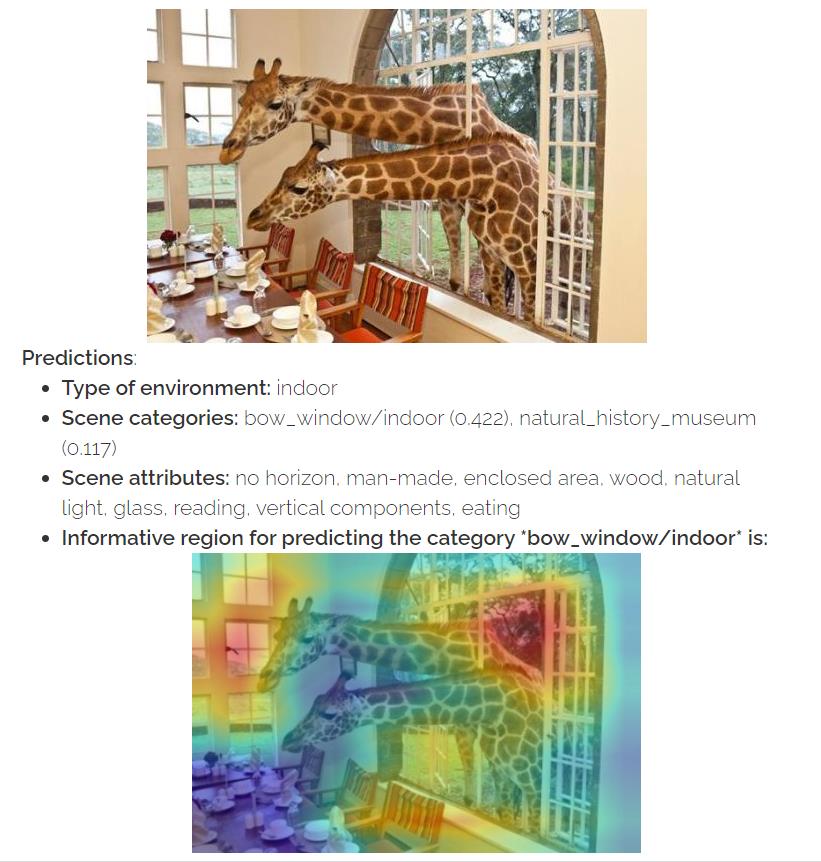 Predictions:
• Type of environment: indoor
• Scene categories: bow_window/indoor (0.422), natural_history_museum
(0.117)
• Scene attributes: no horizon, man-made, enclosed area, wood, natural
light, glass, reading, vertical components, eating
• Informative region for predicting the category *bow_window/indoor* is: